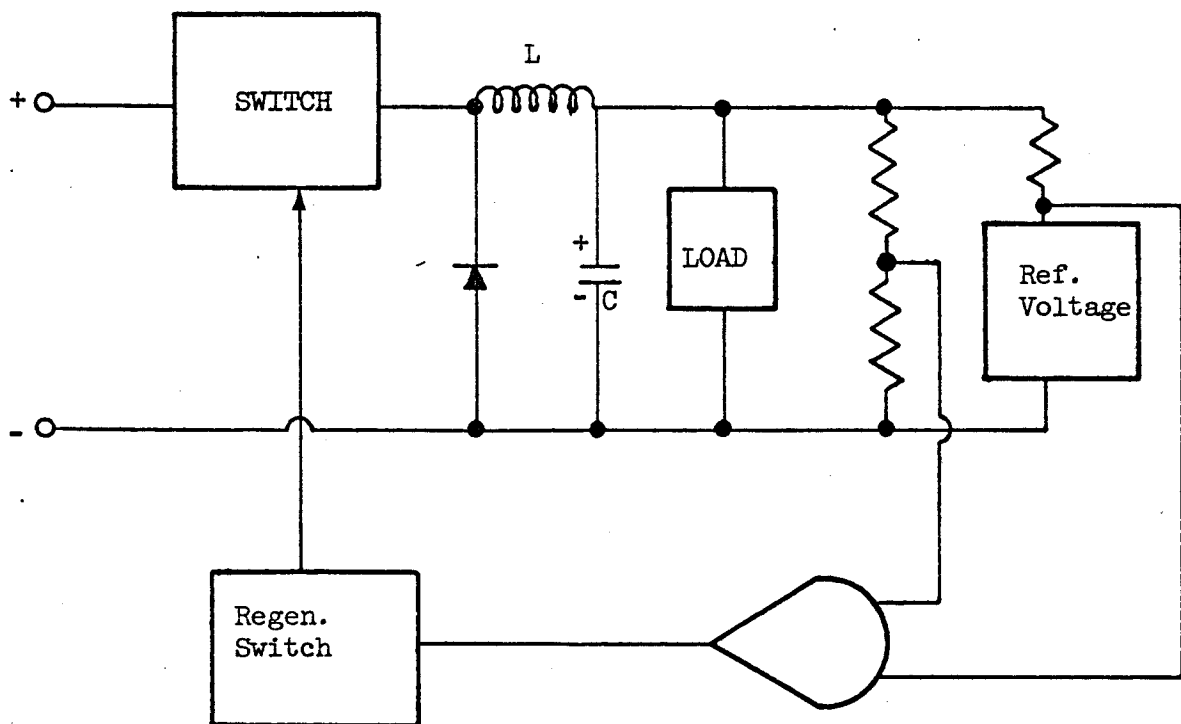 L
+
SWITCH
+
LOAD
- C
Ref.
Voltage
-
Regen.
Switch